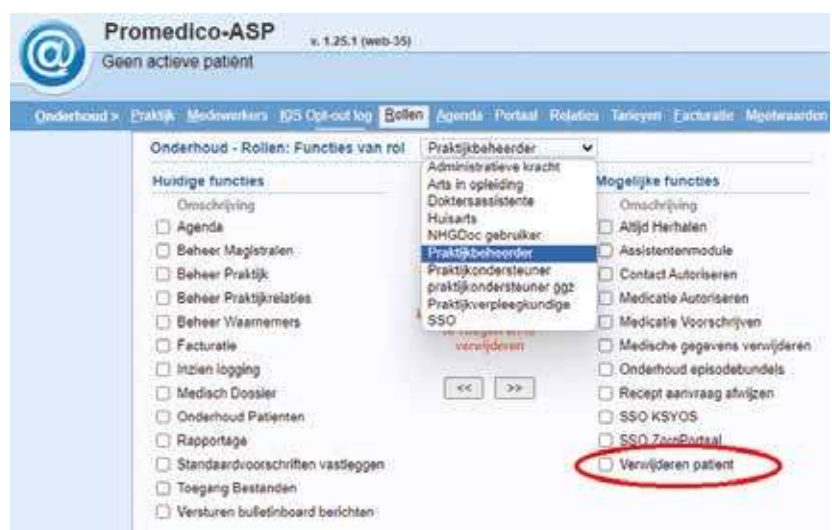 Promedico-ASP v. 1.25.1 (web-35)
Geen actieve patiënt
Onderhoud > Praktijk Medewerkers IDS Opt-out log Rollen Agenda Portaal Relaties Tarieven Facturatie Meetwaarden
Onderhoud - Rollen: Functies van rol Praktijkbeheerder
Administratieve kracht
Arts in opleiding
Doktersassistente
Huisarts
NHGDoc gebruiker
Praktijkbeheerder
Praktijkondersteuner
praktijkondersteuner ggz
Praktijkverpleegkundige
SSO
Huidige functies
Omschrijving
Agenda
Beheer Magistralen
Beheer Praktijk
Beheer Praktijkrelaties
Beheer Waarnemers
Facturatie
Inzien logging
Medisch Dossier
Onderhoud Patienten
Rapportage
Standaardvoorschriften vastleggen
Toegang Bestanden
Versturen bulletinboard berichten
verwijderen
<< >>
Mogelijke functies
Omschrijving
Altijd Herhalen
Assistentenmodule
Contact Autoriseren
Medicatie Autoriseren
Medicatie Voorschrijven
Medische gegevens verwijderen
Onderhoud episodebundels
Recept aanvraag afwijzen
SSO KSYOS
SSO ZorgPortaal
Verwijderen patient